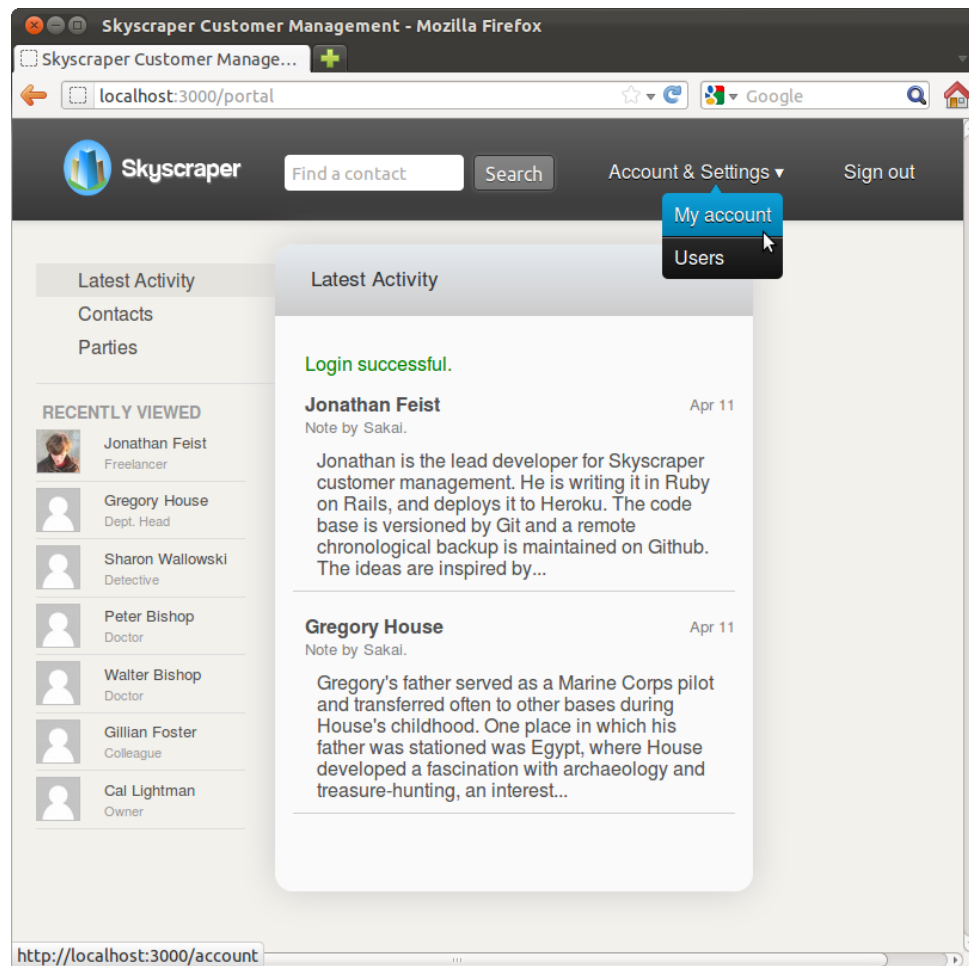 Skyscraper Customer Management - Mozilla Firefox
Skyscraper Customer Manage...
localhost:3000/portal
Google
Skyscraper
Find a contact
Search
Account & Settings ▾
Sign out
My account
Users
Latest Activity
Contacts
Parties
RECENTLY VIEWED
Jonathan Feist
Freelancer
Gregory House
Dept. Head
Sharon Wallowski
Detective
Peter Bishop
Doctor
Walter Bishop
Doctor
Gillian Foster
Colleague
Cal Lightman
Owner
Latest Activity
Login successful.
Jonathan Feist Apr 11
Note by Sakai.
Jonathan is the lead developer for Skyscraper
customer management. He is writing it in Ruby
on Rails, and deploys it to Heroku. The code
base is versioned by Git and a remote
chronological backup is maintained on Github.
The ideas are inspired by...
Gregory House Apr 11
Note by Sakai.
Gregory's father served as a Marine Corps pilot
and transferred often to other bases during
House's childhood. One place in which his
father was stationed was Egypt, where House
developed a fascination with archaeology and
treasure-hunting, an interest...
http://localhost:3000/account